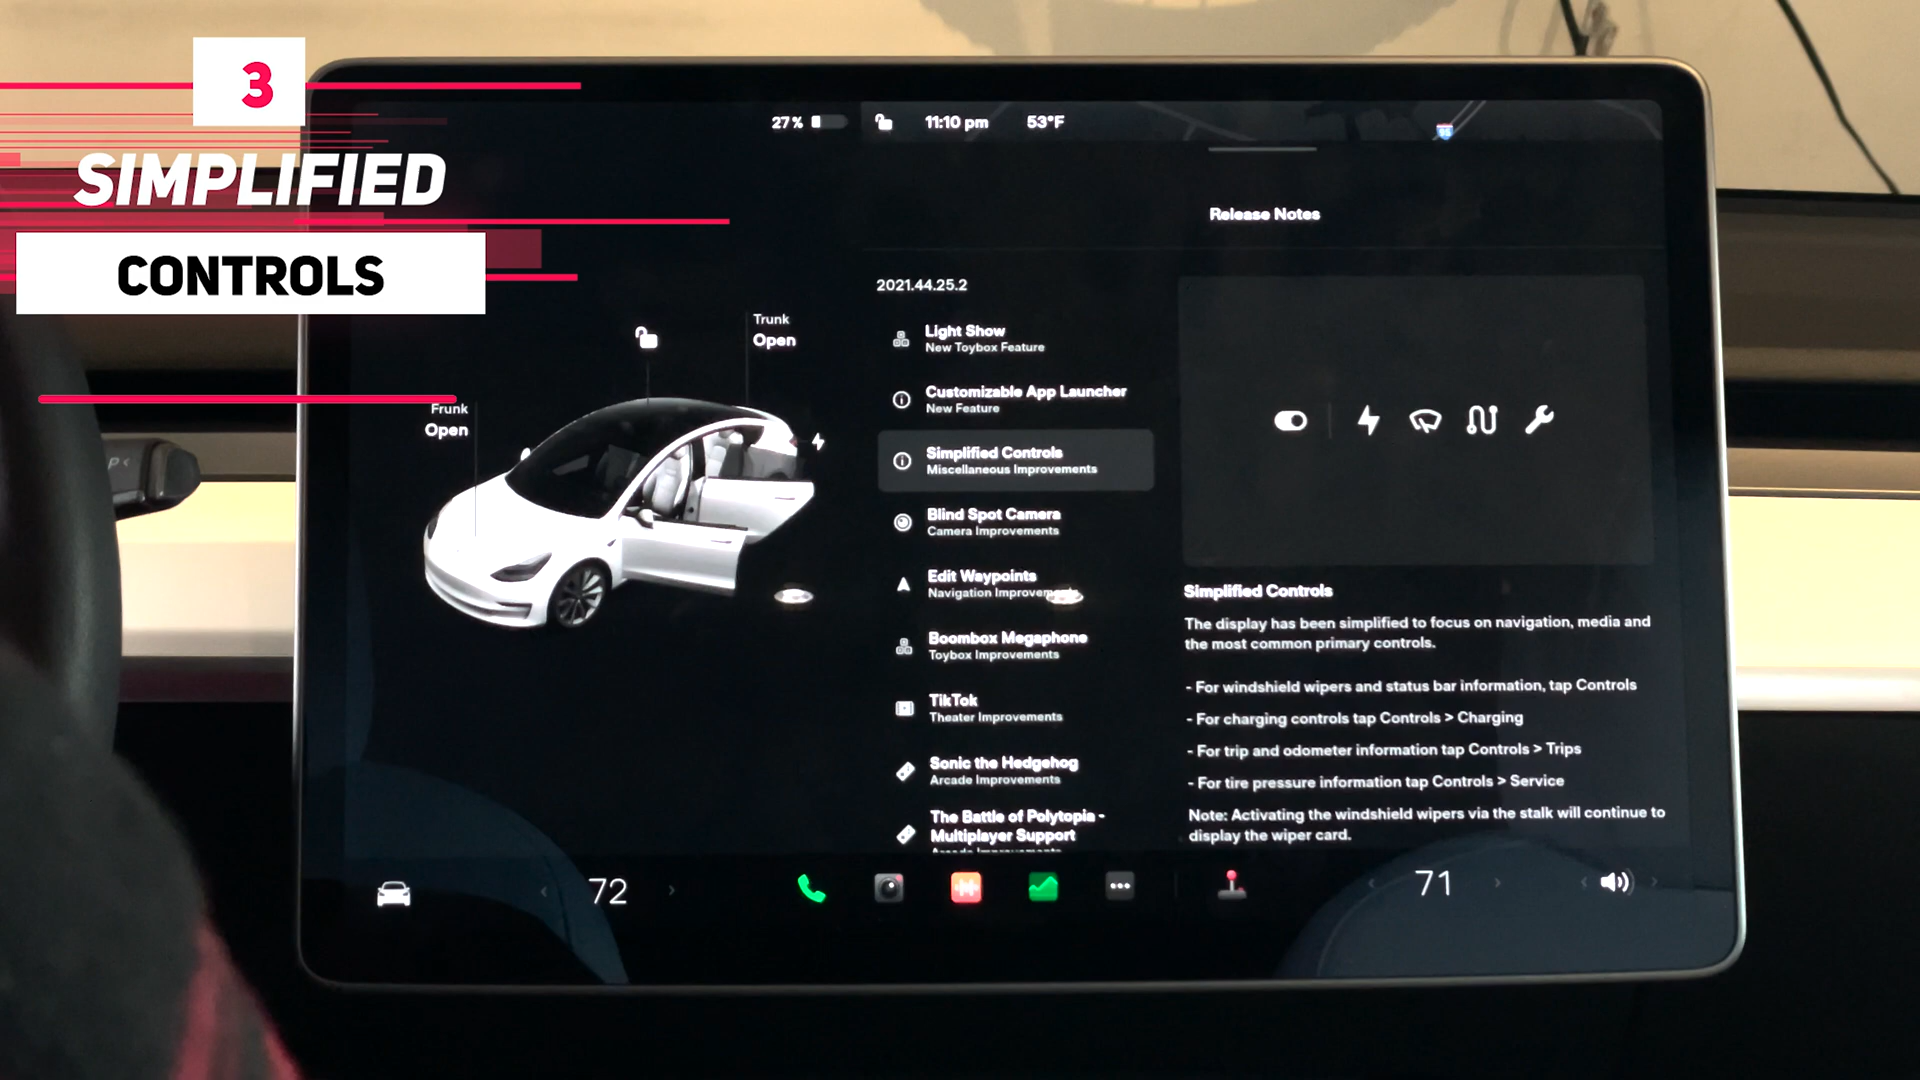 3
SIMPLIFIED
CONTROLS
27%
11:10 pm
53°F
Release Notes
Trunk
Open
Frunk
Open
2021.44.25.2
Light Show
New Toybox Feature
Customizable App Launcher
New Feature
Simplified Controls
Miscellaneous Improvements
Blind Spot Camera
Camera Improvements
Edit Waypoints
Navigation
Boombox Megaphone
Toybox Improvements
TikTok
Theater Improvements
Sonic the Hedgehog
Arcade Improvements
The Battle of Polytopia -
Multiplayer Support
Simplified Controls
The display has been simplified to focus on navigation, media and
the most common primary controls.
- For windshield wipers and status bar information, tap Controls
- For charging controls tap Controls > Charging
- For trip and odometer information tap Controls > Trips
- For tire pressure information tap Controls > Service
Note: Activating the windshield wipers via the stalk will continue to
display the wiper card.
72
71
P